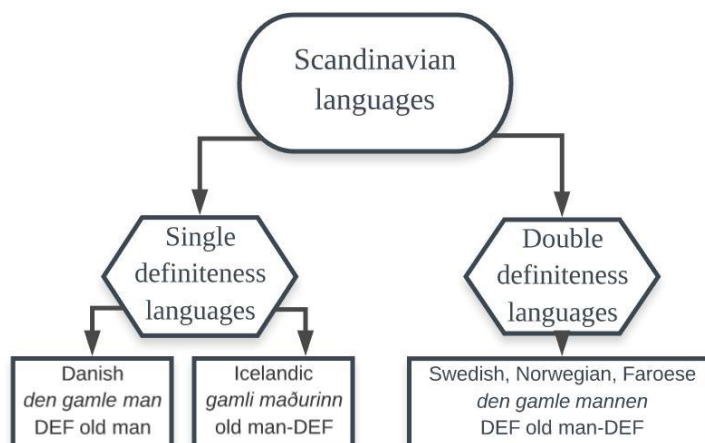 Scandinavian
languages
Single
definiteness
languages
Double
definiteness
languages
Danish
den gamle man
DEF old man
Icelandic
gamli maðurinn
old man-DEF
Swedish, Norwegian, Faroese
den gamle mannen
DEF old man-DEF